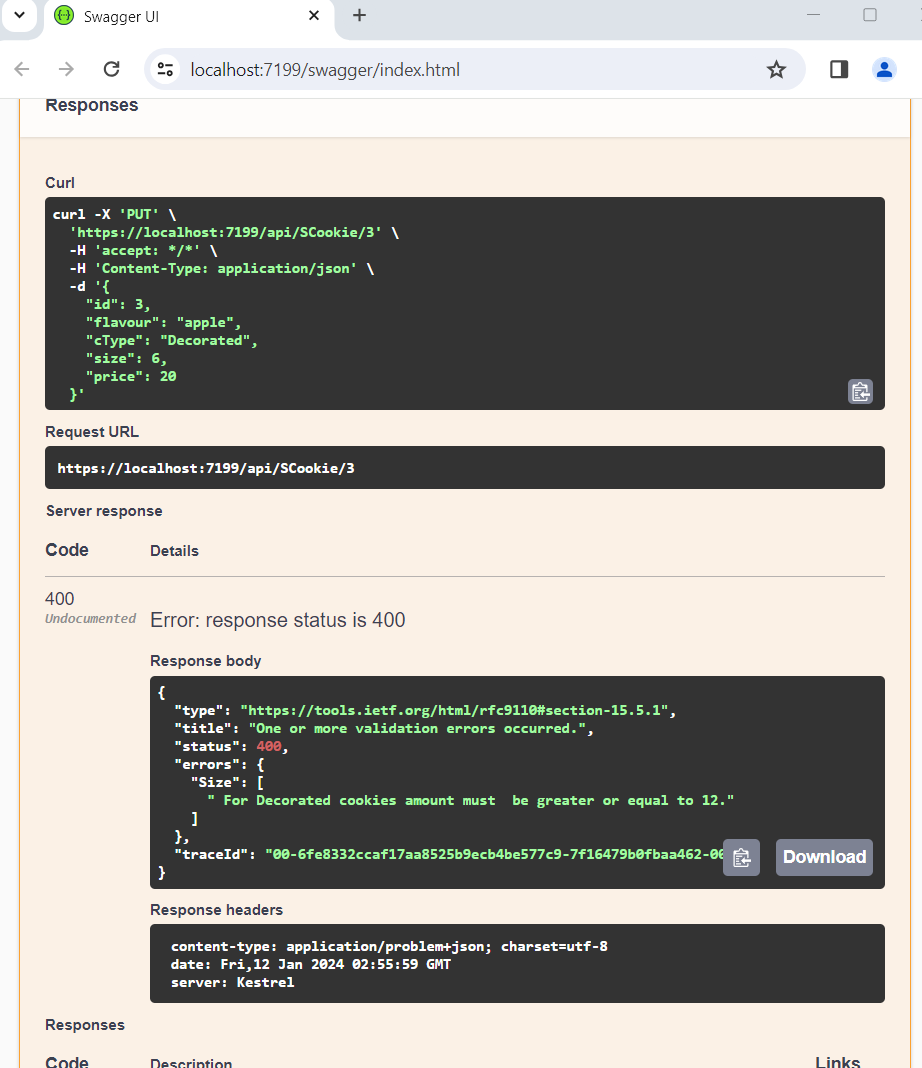 Swagger UI
localhost:7199/swagger/index.html
Responses
Curl
curl -X 'PUT' \
'https://localhost:7199/api/SCookie/3' \
-H 'accept: */*' \
-H 'Content-Type: application/json' \
-d '{
"id": 3,
"flavour": "apple",
"cType": "Decorated",
"size": 6,
"price": 20
}'
Request URL
https://localhost:7199/api/SCookie/3
Server response
Code Details
400
Undocumented
Error: response status is 400
Response body
{
"type": "https://tools.ietf.org/html/rfc9110#section-15.5.1",
"title": "One or more validation errors occurred.",
"status": 400,
"errors": {
"Size": [
" For Decorated cookies amount must  be greater or equal to 12."
]
},
"traceId": "00-6fe8332ccaf17aa8525b9ecb4be577c9-7f16479b0fbaa462-00
}
Download
Response headers
content-type: application/problem+json; charset=utf-8
date: Fri,12 Jan 2024 02:55:59 GMT
server: Kestrel
Responses
Code Description Links